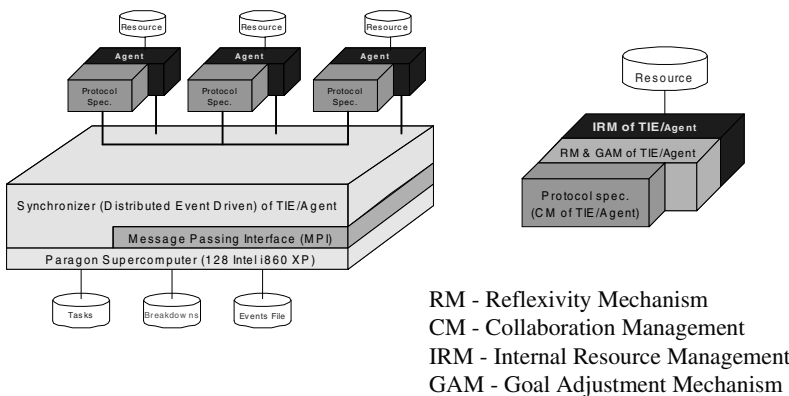 Resource
Resource
Resource
Agent
Agent
Agent
Protocol
Spec.
Protocol
Spec.
Protocol
Spec.
Synchronizer (Distributed Event Driven) of TIE/Agent
Message Passing Interface (MPI)
Paragon Supercomputer (128 Intel i860 XP)
Tasks
Breakdowns
Events File
Resource
IRM of TIE/Agent
RM & GAM of TIE/Agent
Protocol spec.
(CM of TIE/Agent)
RM - Reflexivity Mechanism
CM - Collaboration Management
IRM - Internal Resource Management
GAM - Goal Adjustment Mechanism